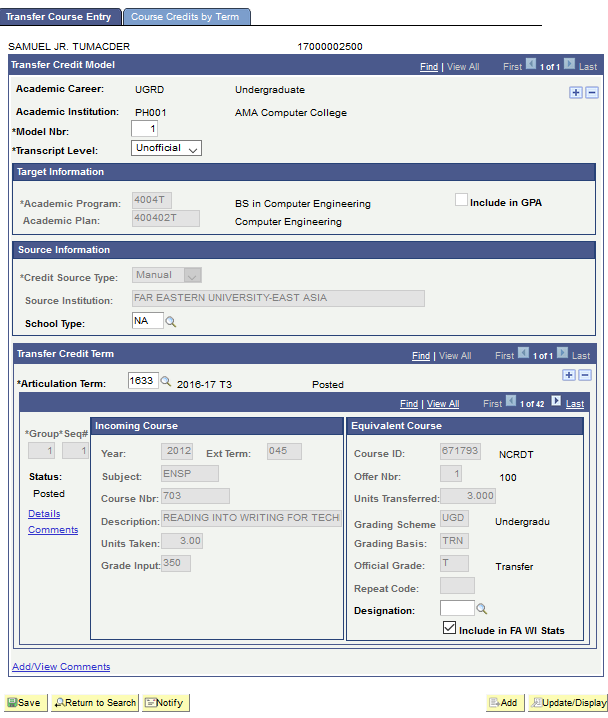 Transfer Course Entry Course Credits by Term
SAMUEL JR. TUMACDER 17000002500
Transfer Credit Model Find | View All First 1 of 1 Last
Academic Career: UGRD Undergraduate
Academic Institution: PH001 AMA Computer College
*Model Nbr: 1
*Transcript Level: Unofficial
Target Information
*Academic Program: 4004T BS in Computer Engineering Include in GPA
Academic Plan: 400402T Computer Engineering
Source Information
*Credit Source Type: Manual
Source Institution: FAR EASTERN UNIVERSITY-EAST ASIA
School Type: NA
Transfer Credit Term Find | View All First 1 of 1 Last
*Articulation Term: 1633 2016-17 T3 Posted
Find | View All First 1 of 42 Last
*Group *Seq# Incoming Course Equivalent Course
1 1 Year: 2012 Ext Term: 045 Course ID: 671793 NCRDT
Status: Subject: ENSP Offer Nbr: 1 100
Posted Course Nbr: 703 Units Transferred: 3.000
Details Description: READING INTO WRITING FOR TECH Grading Scheme UGD Undergradu
Comments Units Taken: 3.00 Grading Basis: TRN
Grade Input: 350 Official Grade: T Transfer
Repeat Code:
Designation:
Include in FA WI Stats
Add/View Comments
Save Return to Search Notify Add Update/Display